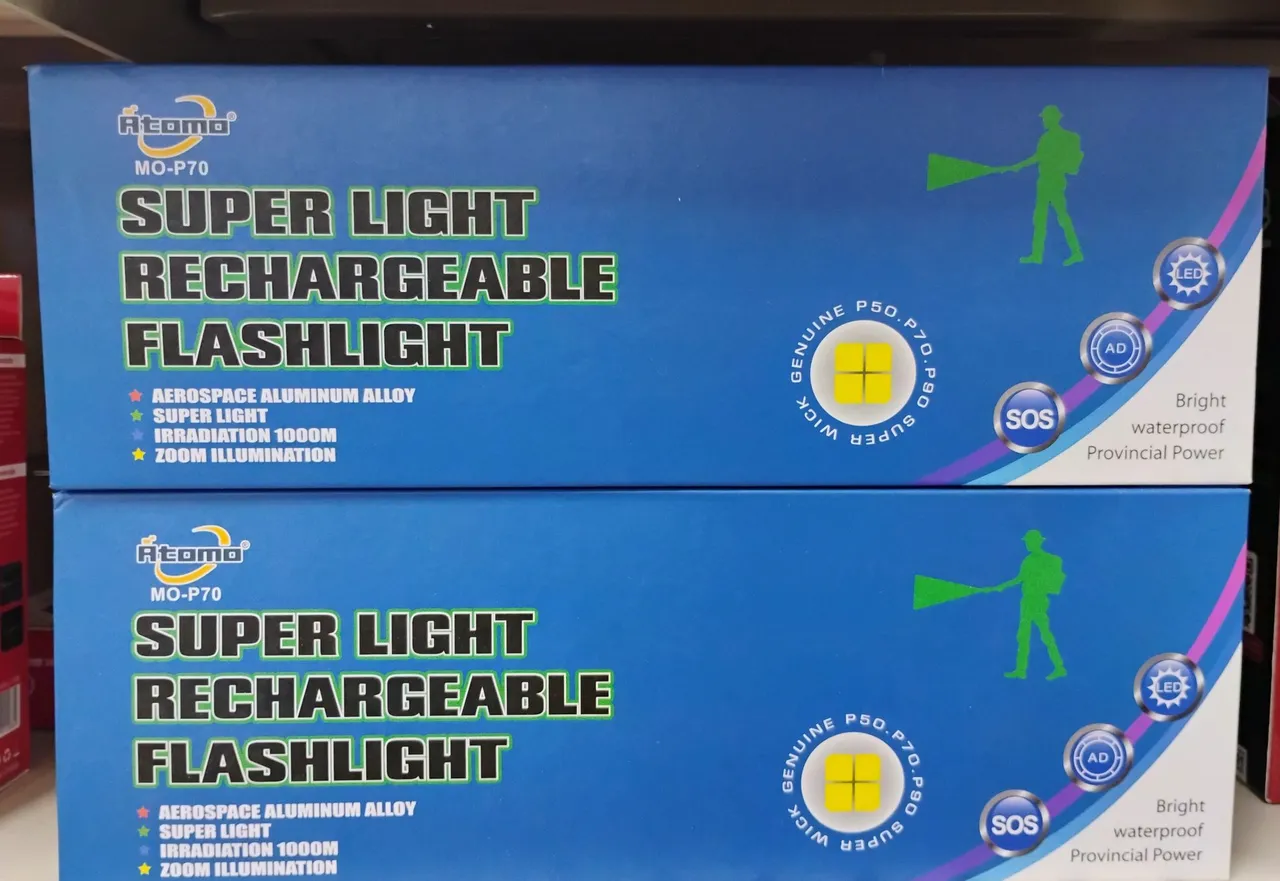 Atomo®
MO-P70
SUPER LIGHT
RECHARGEABLE
FLASHLIGHT
AEROSPACE ALUMINUM ALLOY
SUPER LIGHT
IRRADIATION 1000M
ZOOM ILLUMINATION
GENUINE P50.P70.P90 SUPER WICK
LED
AD
SOS
Bright
waterproof
Provincial Power
Atomo®
MO-P70
SUPER LIGHT
RECHARGEABLE
FLASHLIGHT
AEROSPACE ALUMINUM ALLOY
SUPER LIGHT
IRRADIATION 1000M
ZOOM ILLUMINATION
GENUINE P50.P70.P90 SUPER WICK
LED
AD
SOS
Bright
waterproof
Provincial Power